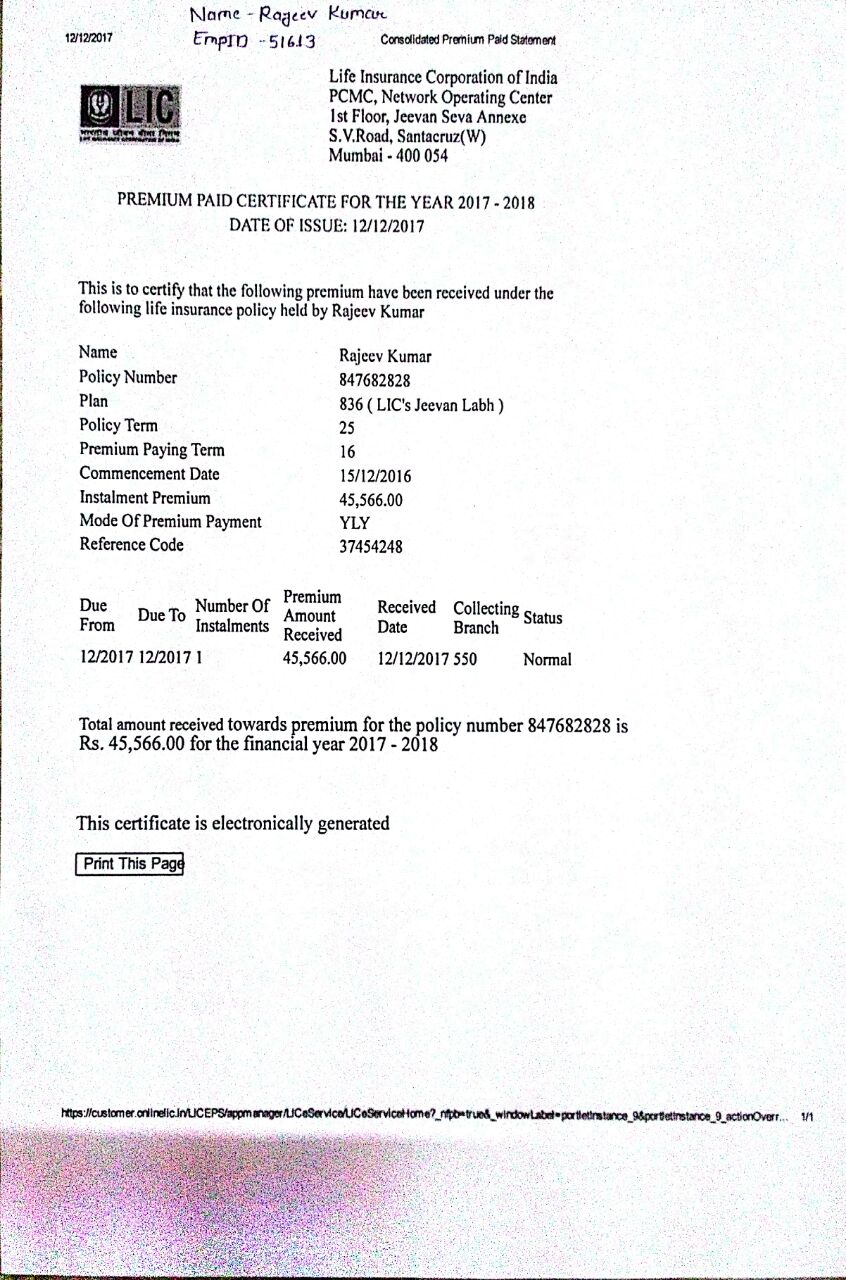 Name - Rajeev Kumar
12/12/2017
EmpID - 51613
Consolidated Premium Paid Statement
LIC
भारतीय जीवन बीमा निगम
LIFE INSURANCE CORPORATION OF INDIA
Life Insurance Corporation of India
PCMC, Network Operating Center
1st Floor, Jeevan Seva Annexe
S.V.Road, Santacruz(W)
Mumbai - 400 054
PREMIUM PAID CERTIFICATE FOR THE YEAR 2017 - 2018
DATE OF ISSUE: 12/12/2017
This is to certify that the following premium have been received under the
following life insurance policy held by Rajeev Kumar
Name Rajeev Kumar
Policy Number 847682828
Plan 836 ( LIC's Jeevan Labh )
Policy Term 25
Premium Paying Term 16
Commencement Date 15/12/2016
Instalment Premium 45,566.00
Mode Of Premium Payment YLY
Reference Code 37454248
Due From Due To Number Of Instalments Premium Amount Received Received Date Collecting Branch Status
12/2017 12/2017 1 45,566.00 12/12/2017 550 Normal
Total amount received towards premium for the policy number 847682828 is
Rs. 45,566.00 for the financial year 2017 - 2018
This certificate is electronically generated
Print This Page
https://customer.onlinelic.in/LICEPS/appmanager/LICeService/LICeServiceHome?_nfpb=true&_windowLabel=portletInstance_9&portletInstance_9_actionOverr... 1/1